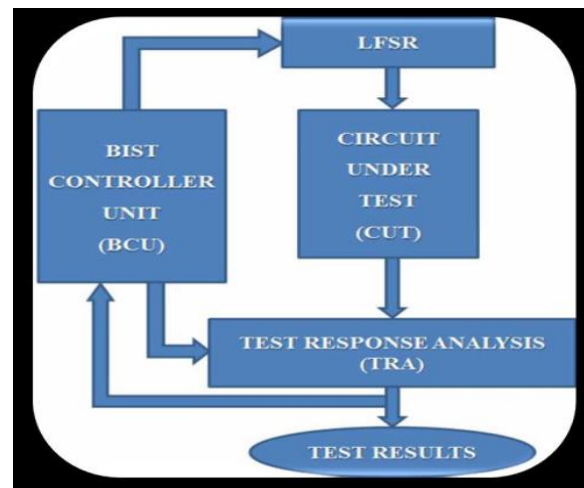 LFSR
BIST
CONTROLLER
UNIT
(BCU)
CIRCUIT
UNDER
TEST
(CUT)
TEST RESPONSE ANALYSIS
(TRA)
TEST RESULTS